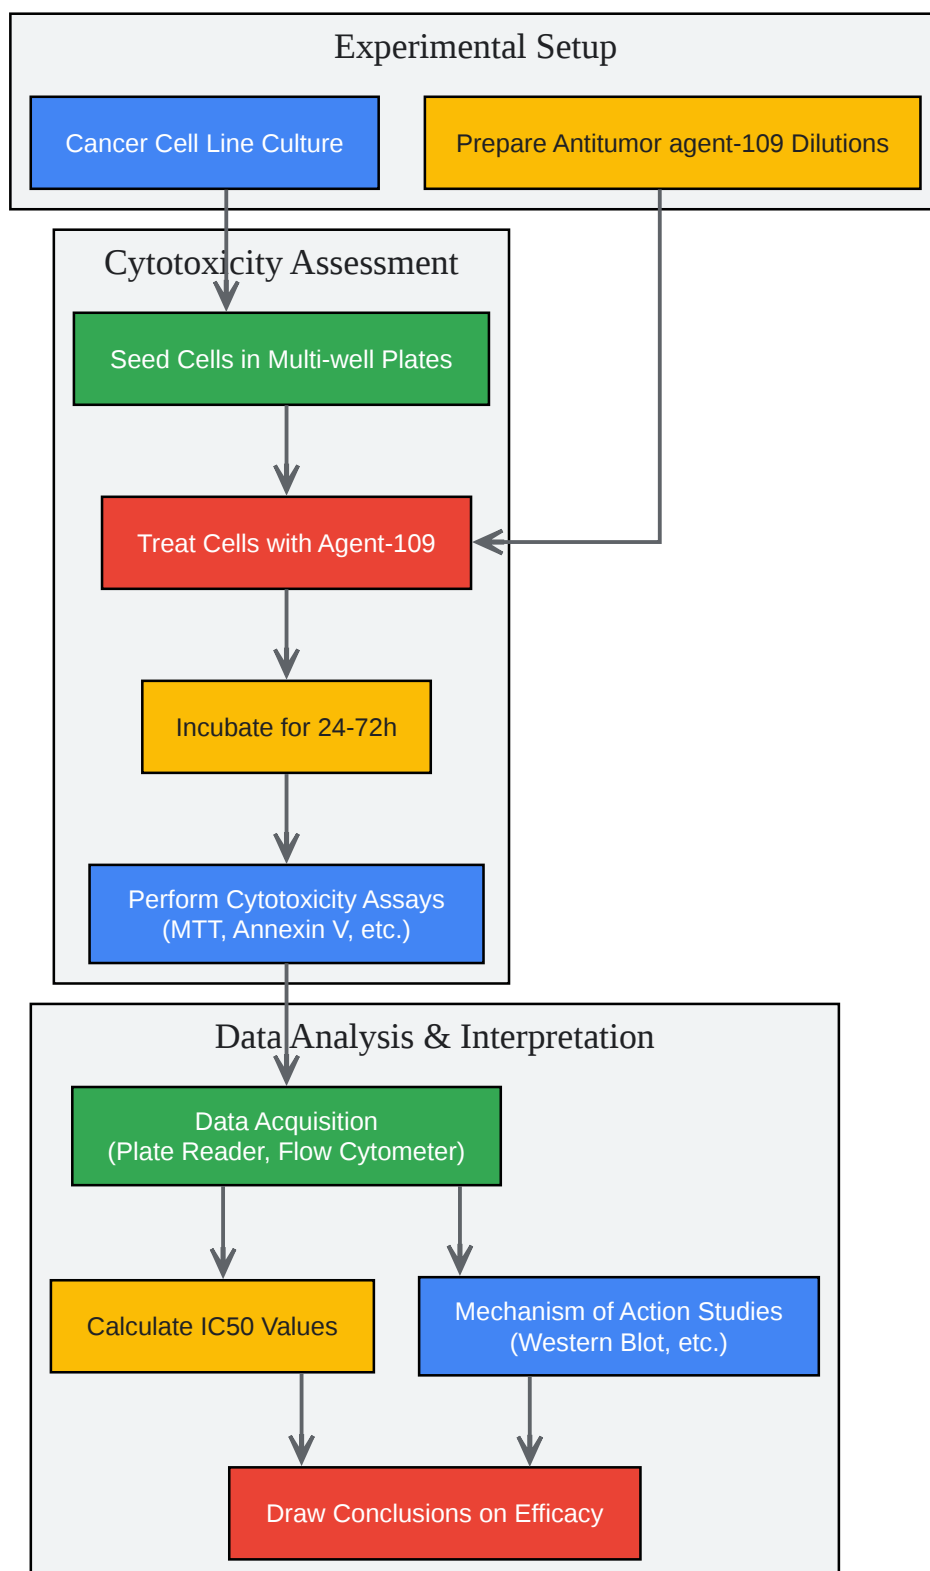 Experimental Setup
Cancer Cell Line Culture
Prepare Antitumor agent-109 Dilutions
Cytotoxicity Assessment
Seed Cells in Multi-well Plates
Treat Cells with Agent-109
Incubate for 24-72h
Perform Cytotoxicity Assays
(MTT, Annexin V, etc.)
Data Analysis & Interpretation
Data Acquisition
(Plate Reader, Flow Cytometer)
Calculate IC50 Values
Mechanism of Action Studies
(Western Blot, etc.)
Draw Conclusions on Efficacy